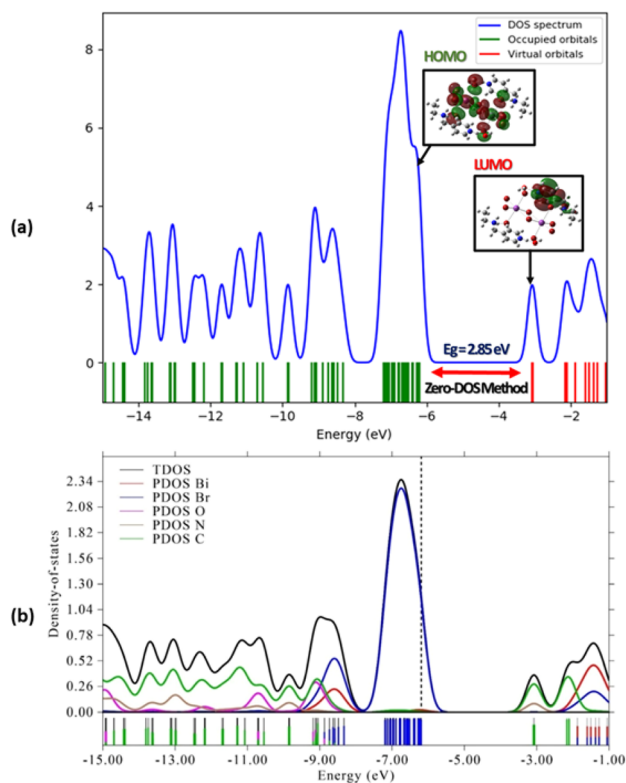 (a)
8
6
4
2
0
DOS spectrum
Occupied orbitals
Virtual orbitals
HOMO
LUMO
Eg = 2.85 eV
Zero-DOS Method
−14 −12 −10 −8 −6 −4 −2
Energy (eV)
(b)
Density-of-states
2.34
2.08
1.82
1.56
1.30
1.04
0.78
0.52
0.26
0.00
TDOS
PDOS Bi
PDOS Br
PDOS O
PDOS N
PDOS C
-15.00 -13.00 -11.00 -9.00 -7.00 -5.00 -3.00 -1.00
Energy (eV)